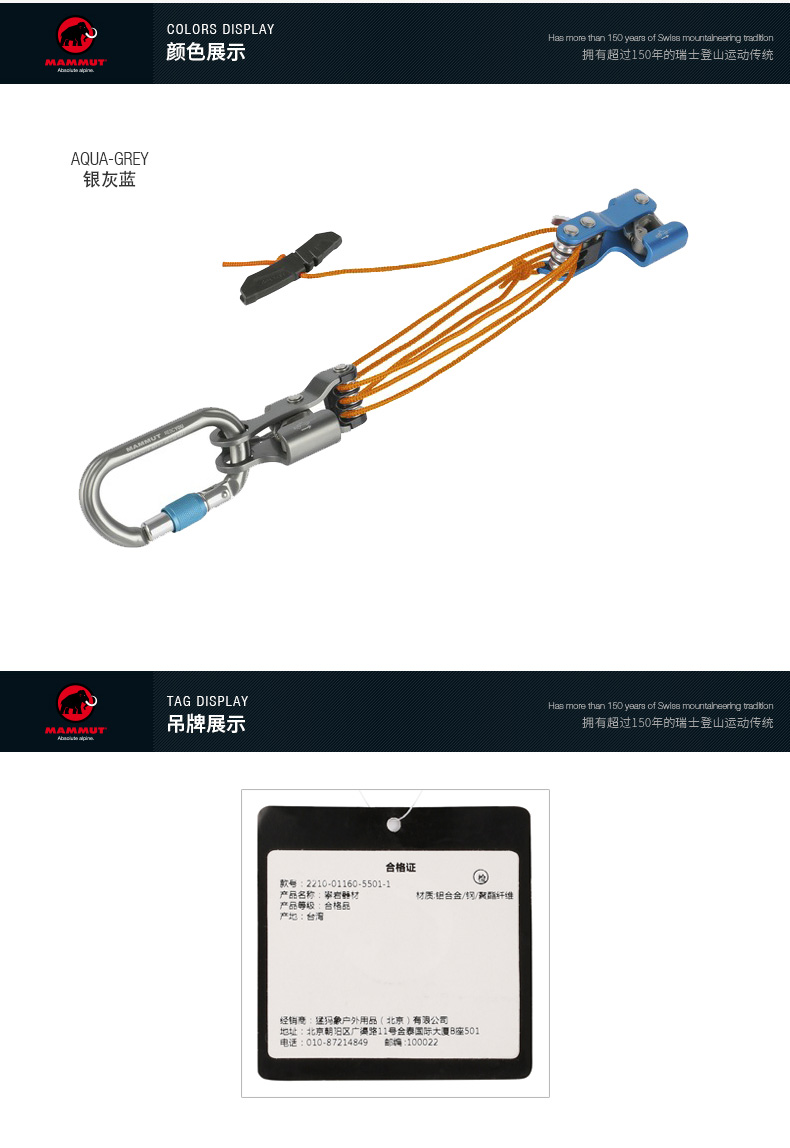 MAMMUT
Absolute alpine.
COLORS DISPLAY
颜色展示
Has more than 150 years of Swiss mountaineering tradition
拥有超过150年的瑞士登山运动传统
AQUA-GREY
银灰蓝
MAMMUT
MAMMUT
Absolute alpine.
TAG DISPLAY
吊牌展示
Has more than 150 years of Swiss mountaineering tradition
拥有超过150年的瑞士登山运动传统
合格证
检
款号：2210-01160-5501-1
产品名称：攀岩器材 材质:铝合金/钢/聚酯纤维
产品等级：合格品
产地：台湾
经销商：猛犸象户外用品（北京）有限公司
地址：北京朝阳区广渠路11号金泰国际大厦B座501
电话：010-87214849 邮编:100022